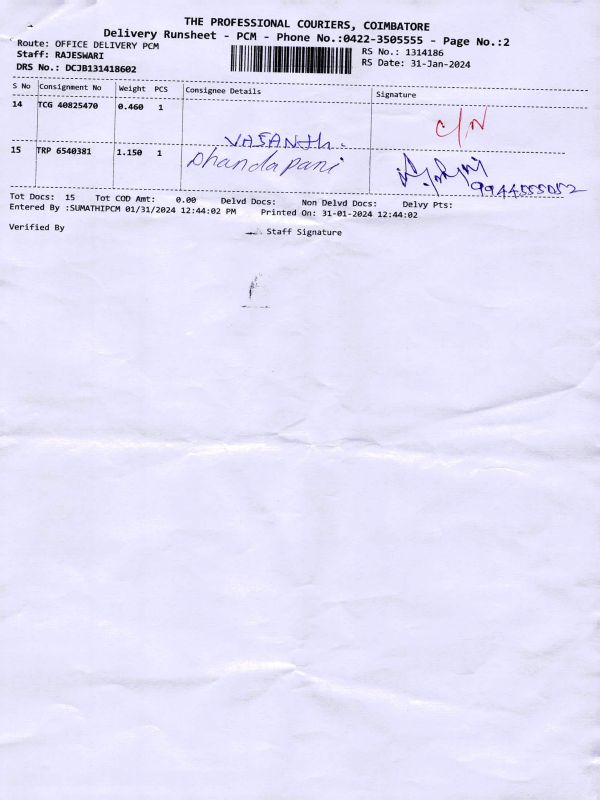 THE PROFESSIONAL COURIERS, COIMBATORE
Delivery Runsheet - PCM - Phone No.:0422-3505555 - Page No.:2
Route: OFFICE DELIVERY PCM
Staff: RAJESWARI
DRS No.: DCJB131418602
RS No.: 1314186
RS Date: 31-Jan-2024
S No Consignment No Weight PCS Consignee Details Signature
14 TCG 40825470 0.460 1 VASANTH. C/N
15 TRP 6540381 1.150 1 Dhandapani
Tot Docs: 15 Tot COD Amt: 0.00 Delvd Docs: Non Delvd Docs: Delvy Pts:
Entered By :SUMATHIPCM 01/31/2024 12:44:02 PM Printed On: 31-01-2024 12:44:02
Verified By Staff Signature